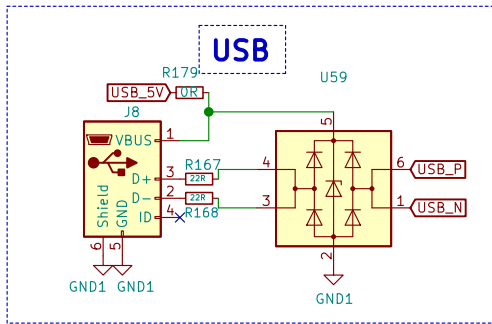 USB
U59
R179
USB_5V
0R
J8
VBUS
1
5
D+
3
R167
22R
4
6
USB_P
D-
2
22R
3
1
USB_N
ID
4
R168
Shield
GND
6
5
2
GND1
GND1
GND1